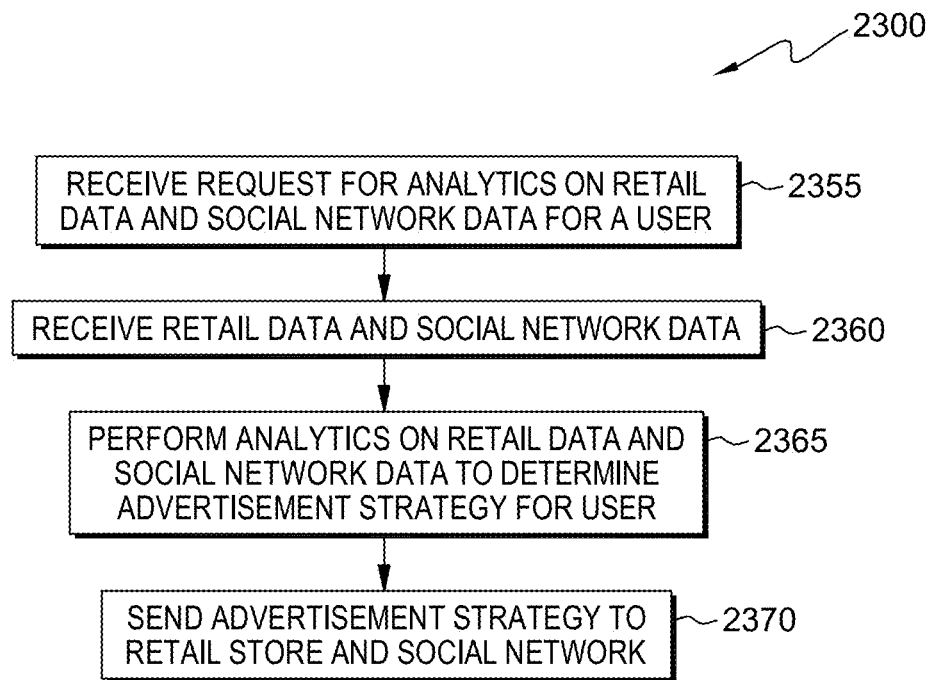 2300
RECEIVE REQUEST FOR ANALYTICS ON RETAIL
DATA AND SOCIAL NETWORK DATA FOR A USER
2355
RECEIVE RETAIL DATA AND SOCIAL NETWORK DATA
2360
PERFORM ANALYTICS ON RETAIL DATA AND
SOCIAL NETWORK DATA TO DETERMINE
ADVERTISEMENT STRATEGY FOR USER
2365
SEND ADVERTISEMENT STRATEGY TO
RETAIL STORE AND SOCIAL NETWORK
2370